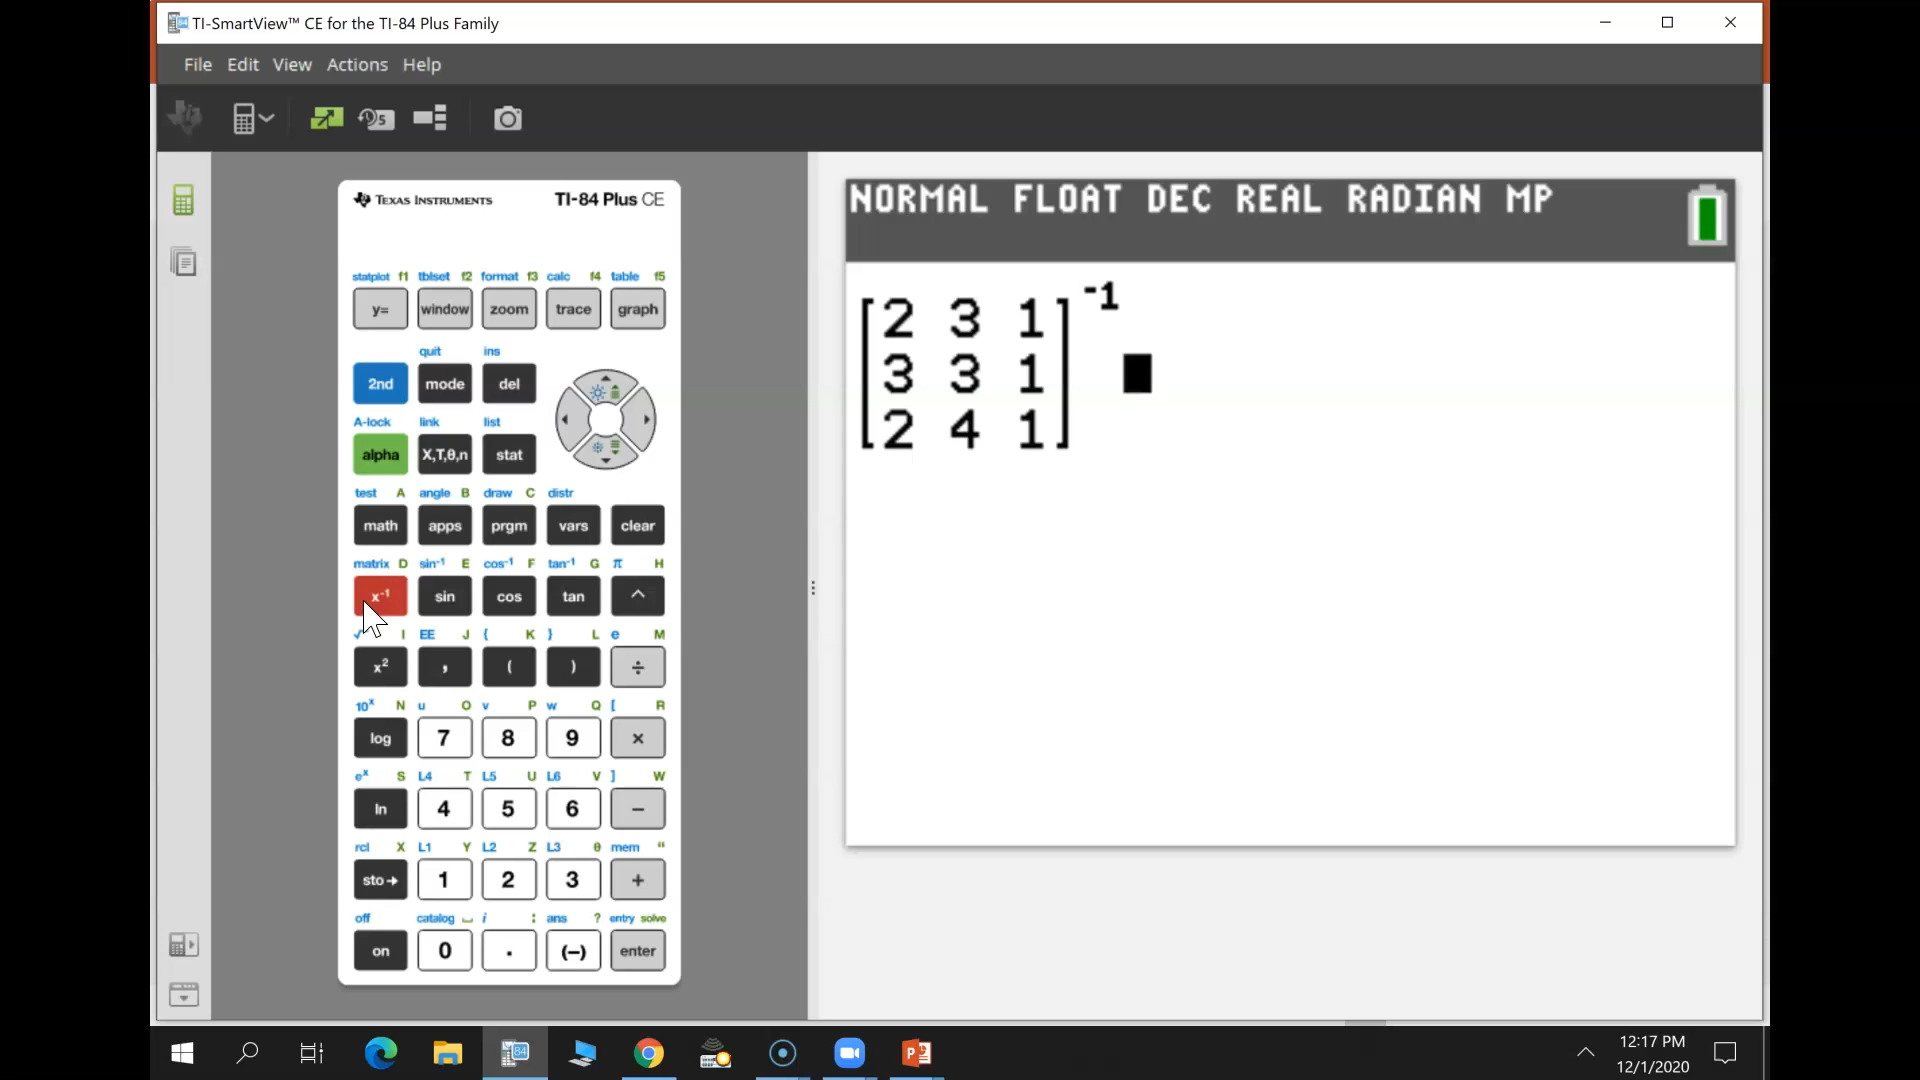 TI-SmartView™ CE for the TI-84 Plus Family
File Edit View Actions Help
TEXAS INSTRUMENTS TI-84 Plus CE
NORMAL FLOAT DEC REAL RADIAN MP
statplot f1 tblset f2 format f3 calc f4 table f5
y= window zoom trace graph
quit ins
2nd mode del
A-lock link list
alpha X,T,θ,n stat
test A angle B draw C distr
math apps prgm vars clear
matrix D sin⁻¹ E cos⁻¹ F tan⁻¹ G π H
x⁻¹ sin cos tan ^
√ I EE J { K } L e M
x² , ( ) ÷
10ˣ N u O v P w Q [ R
log 7 8 9 ×
eˣ S L4 T L5 U L6 V ] W
ln 4 5 6 −
rcl X L1 Y L2 Z L3 θ mem “
sto→ 1 2 3 +
off catalog ⎵ i : ans ? entry solve
on 0 . (−) enter
[2 3 1]⁻¹
[3 3 1]
[2 4 1]
84
12:17 PM
12/1/2020